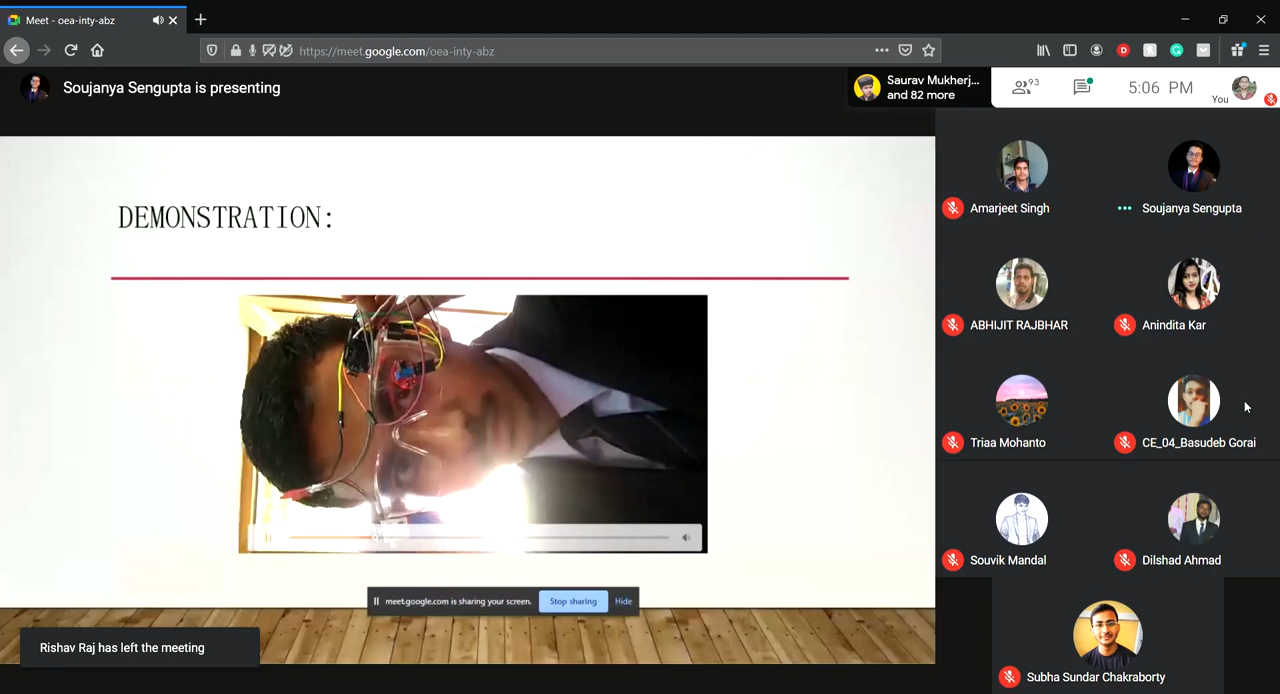 Meet - oea-inty-abz
https://meet.google.com/oea-inty-abz
Soujanya Sengupta is presenting
Saurav Mukherj...
and 82 more
93
5:06 PM
You
DEMONSTRATION:
Amarjeet Singh
Soujanya Sengupta
ABHIJIT RAJBHAR
Anindita Kar
Triaa Mohanto
CE_04_Basudeb Gorai
Souvik Mandal
Dilshad Ahmad
Subha Sundar Chakraborty
meet.google.com is sharing your screen.
Stop sharing
Hide
Rishav Raj has left the meeting